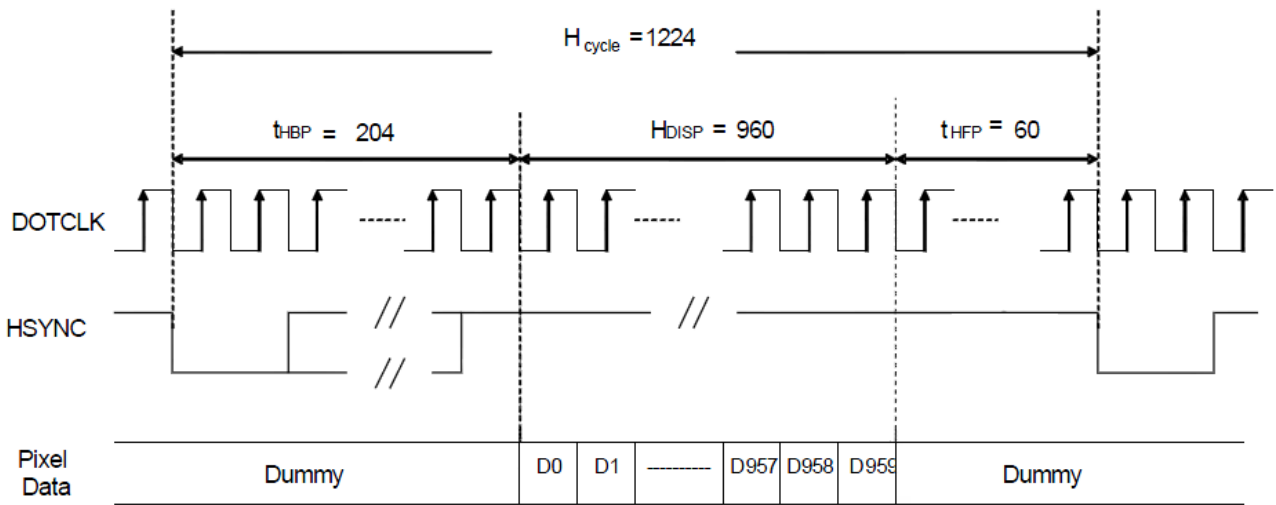 H cycle =1224
tHBP = 204
HDISP = 960
tHFP = 60
DOTCLK
HSYNC
Pixel
Data
Dummy
D0
D1
D957
D958
D959
Dummy